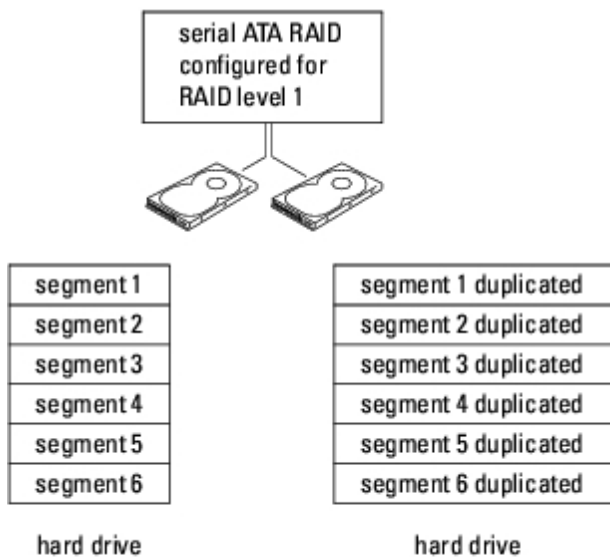 serial ATA RAID
configured for
RAID level 1
segment 1
segment 2
segment 3
segment 4
segment 5
segment 6
hard drive
segment 1 duplicated
segment 2 duplicated
segment 3 duplicated
segment 4 duplicated
segment 5 duplicated
segment 6 duplicated
hard drive